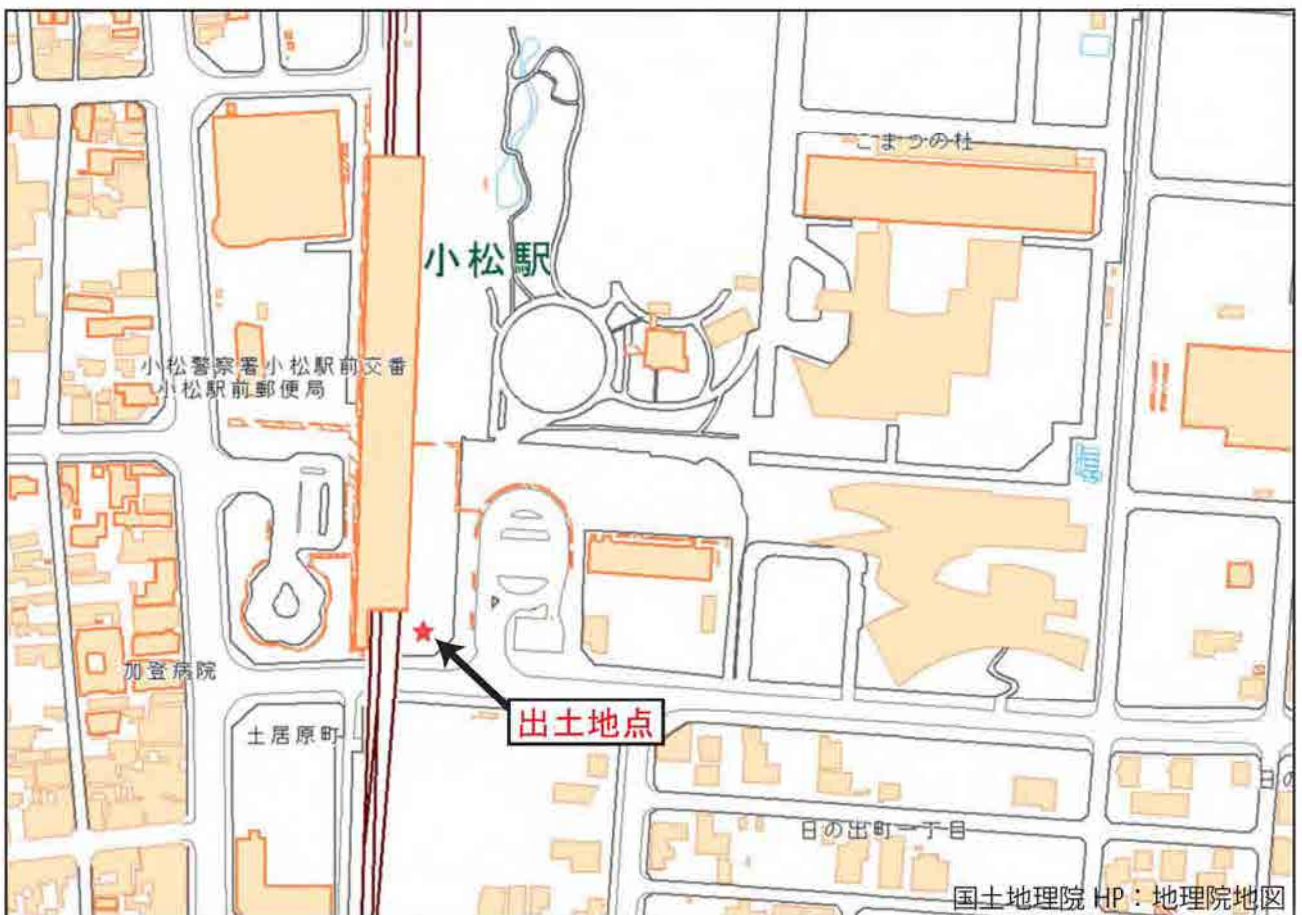 こまつの杜
小松駅
小松警察署小松駅前交番
小松駅前郵便局
加登病院
出土地点
土居原町
日の
日の出町一丁目
国土地理院 HP：地理院地図